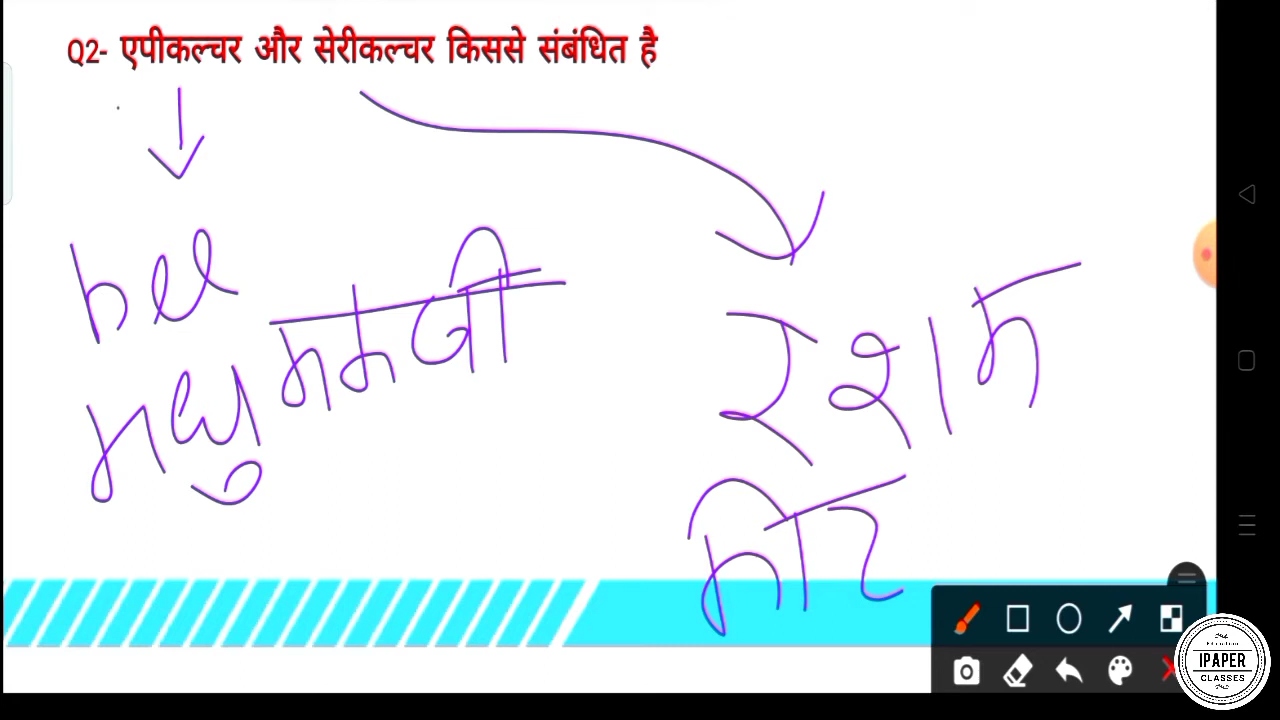 Q2- एपीकल्चर और सेरीकल्चर किससे संबंधित है
bee
मधु मक्खी
रेशम
IPAPER
CLASSES